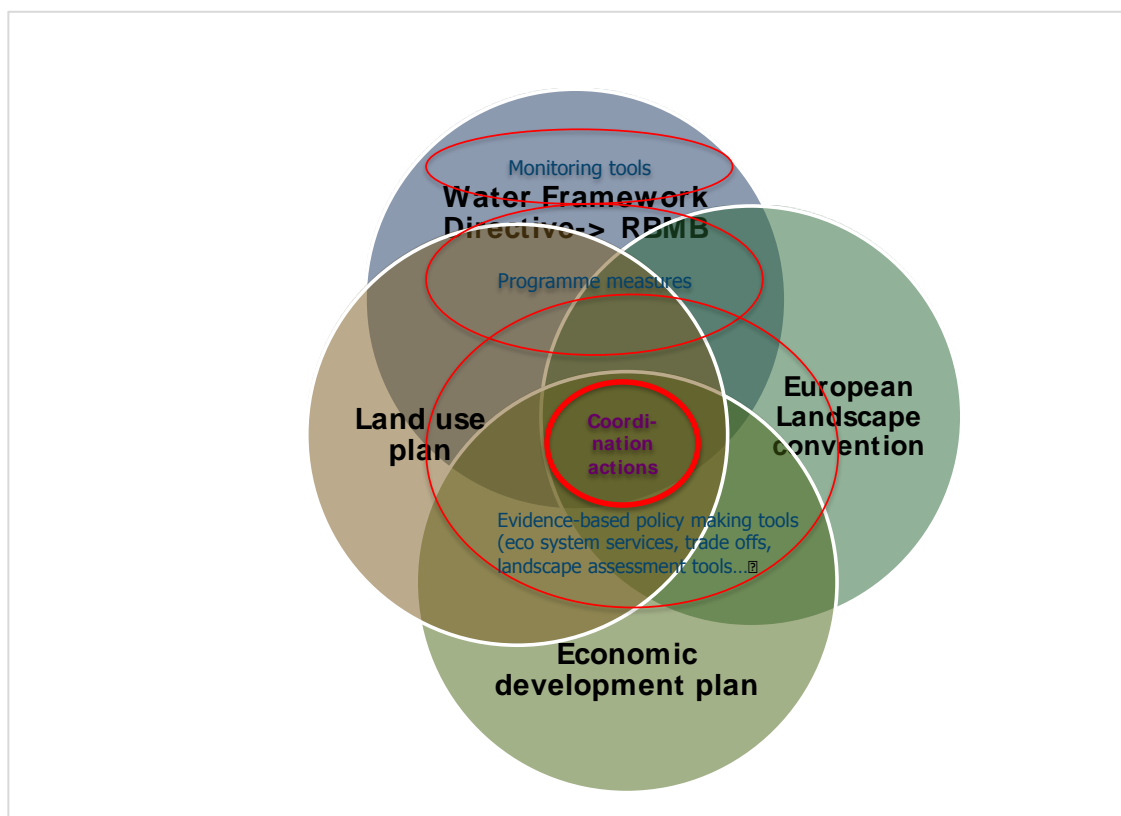 Monitoring tools
Water Framework
Directive-> RBMB
Programme measures
European
Landscape
convention
Land use
plan
Coordi-
nation
actions
Evidence-based policy making tools
(eco system services, trade offs,
landscape assessment tools...
Economic
development plan